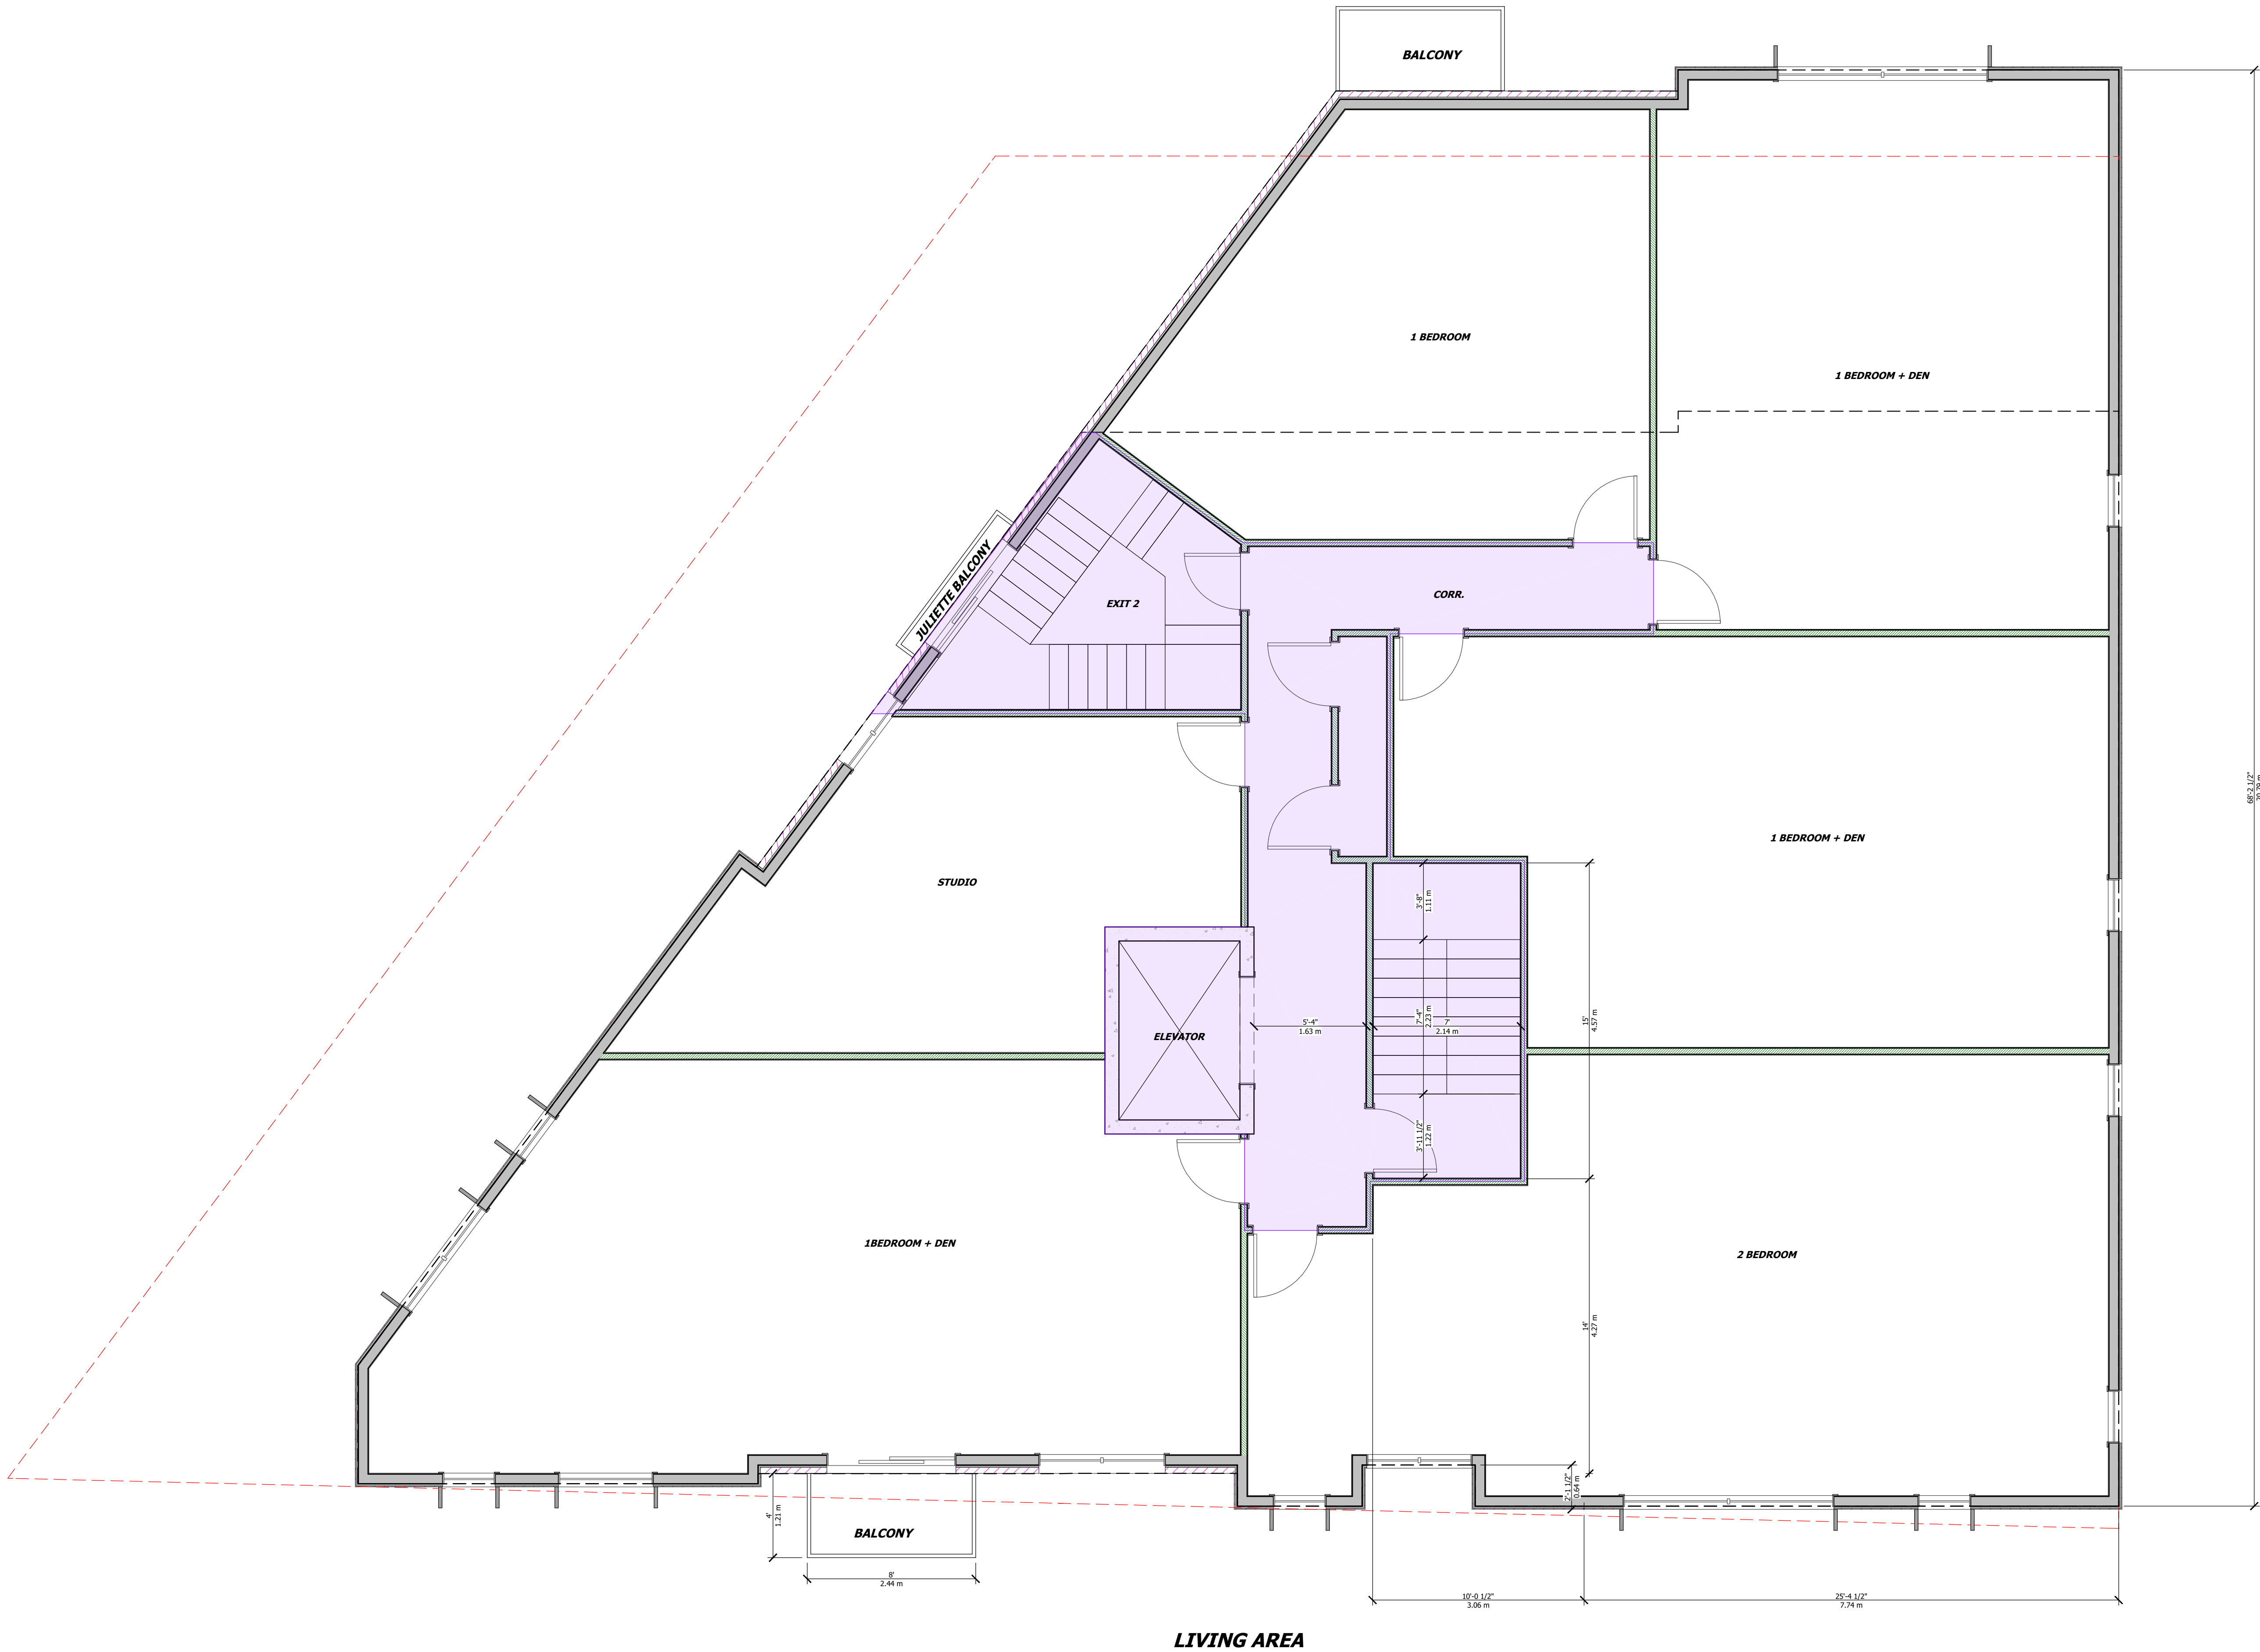 BALCONY
1 BEDROOM
1 BEDROOM + DEN
JULIETTE BALCONY
EXIT 2
CORR.
68'-2 1/2"
20.79 m
1 BEDROOM + DEN
STUDIO
3'-8"
1.11 m
ELEVATOR
5'-4"
1.63 m
7'-4"
2.23 m
7'
2.14 m
15'
4.57 m
3'-11 1/2"
1.22 m
1BEDROOM + DEN
2 BEDROOM
14'
4.27 m
2'-1 1/2"
0.64 m
4'
1.21 m
BALCONY
8'
2.44 m
10'-0 1/2"
3.06 m
25'-4 1/2"
7.74 m
LIVING AREA